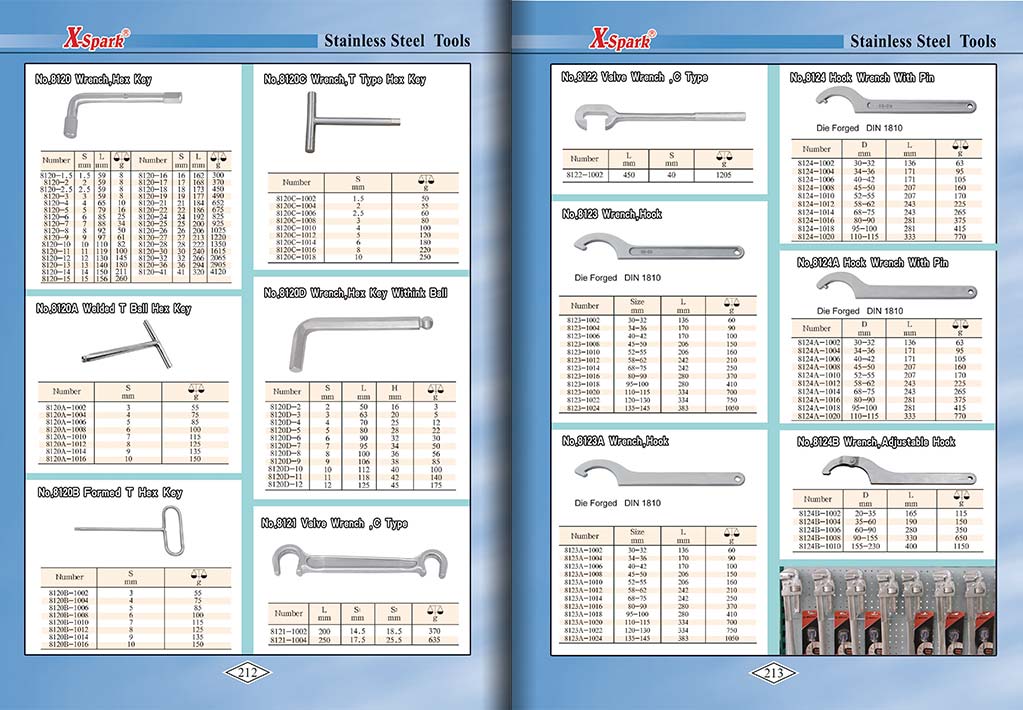 X-Spark®
Stainless Steel Tools
No,8120 Wrench,Hex Key
Number S mm L mm g Number S mm L mm g
8120-1.5 1.5 59 8 8120-16 16 162 300
8120-2 2 59 8 8120-17 17 168 370
8120-2.5 2.5 59 8 8120-18 18 173 450
8120-3 3 59 8 8120-19 19 177 490
8120-4 4 65 10 8120-21 21 184 652
8120-5 5 79 16 8120-22 22 186 675
8120-6 6 85 25 8120-24 24 192 825
8120-7 7 88 34 8120-25 25 200 925
8120-8 8 92 50 8120-26 26 206 1025
8120-9 9 97 61 8120-27 27 213 1220
8120-10 10 110 82 8120-28 28 222 1350
8120-11 11 119 100 8120-30 30 240 1615
8120-12 12 130 145 8120-32 32 266 2065
8120-13 13 140 180 8120-36 36 294 2905
8120-14 14 150 211 8120-41 41 320 4120
8120-15 15 156 260
No,8120A Welded T Ball Hex Key
Number S mm g
8120A-1002 3 55
8120A-1004 4 75
8120A-1006 5 85
8120A-1008 6 100
8120A-1010 7 115
8120A-1012 8 125
8120A-1014 9 135
8120A-1016 10 150
No,8120B Formed T Hex Key
Number S mm g
8120B-1002 3 55
8120B-1004 4 75
8120B-1006 5 85
8120B-1008 6 100
8120B-1010 7 115
8120B-1012 8 125
8120B-1014 9 135
8120B-1016 10 150
No,8120C Wrench,T Type Hex Key
Number S mm g
8120C-1002 1.5 50
8120C-1004 2 55
8120C-1006 2.5 60
8120C-1008 3 80
8120C-1010 4 100
8120C-1012 5 120
8120C-1014 6 180
8120C-1016 8 220
8120C-1018 10 250
No,8120D Wrench,Hex Key Withink Ball
Number S mm L mm H mm g
8120D-2 2 50 16 3
8120D-3 3 63 20 5
8120D-4 4 70 25 12
8120D-5 5 80 28 22
8120D-6 6 90 32 30
8120D-7 7 95 34 50
8120D-8 8 100 36 56
8120D-9 9 106 38 85
8120D-10 10 112 40 100
8120D-11 11 118 42 140
8120D-12 12 125 45 175
No,8121 Valve Wrench ,C Type
Number L mm S1 mm S2 mm g
8121-1002 200 14.5 18.5 370
8121-1004 250 17.5 25.5 635
212
X-Spark®
Stainless Steel Tools
No,8122 Valve Wrench ,C Type
Number L mm S mm g
8122-1002 450 40 1205
No,8123 Wrench,Hook
Die Forged DIN 1810
Number Size mm L mm g
8123-1002 30-32 136 60
8123-1004 34-36 170 90
8123-1006 40-42 170 100
8123-1008 45-50 206 150
8123-1010 52-55 206 160
8123-1012 58-62 242 210
8123-1014 68-75 242 250
8123-1016 80-90 280 370
8123-1018 95-100 280 410
8123-1020 110-115 334 700
8123-1022 120-130 334 750
8123-1024 135-145 383 1050
No,8123A Wrench,Hook
Die Forged DIN 1810
Number Size mm L mm g
8123A-1002 30-32 136 60
8123A-1004 34-36 170 90
8123A-1006 40-42 170 100
8123A-1008 45-50 206 150
8123A-1010 52-55 206 160
8123A-1012 58-62 242 210
8123A-1014 68-75 242 250
8123A-1016 80-90 280 370
8123A-1018 95-100 280 410
8123A-1020 110-115 334 700
8123A-1022 120-130 334 750
8123A-1024 135-145 383 1050
No,8124 Hook Wrench With Pin
Die Forged DIN 1810
Number D mm L mm g
8124-1002 30-32 136 63
8124-1004 34-36 171 95
8124-1006 40-42 171 105
8124-1008 45-50 207 160
8124-1010 52-55 207 170
8124-1012 58-62 243 225
8124-1014 68-75 243 265
8124-1016 80-90 281 375
8124-1018 95-100 281 415
8124-1020 110-115 333 770
No,8124A Hook Wrench With Pin
Die Forged DIN 1810
Number D mm L mm g
8124A-1002 30-32 136 63
8124A-1004 34-36 171 95
8124A-1006 40-42 171 105
8124A-1008 45-50 207 160
8124A-1010 52-55 207 170
8124A-1012 58-62 243 225
8124A-1014 68-75 243 265
8124A-1016 80-90 281 375
8124A-1018 95-100 281 415
8124A-1020 110-115 333 770
No,8124B Wrench,Adjustable Hook
Number D mm L mm g
8124B-1002 20-35 165 115
8124B-1004 35-60 190 150
8124B-1006 60-90 280 350
8124B-1008 90-155 330 650
8124B-1010 155-230 400 1150
213